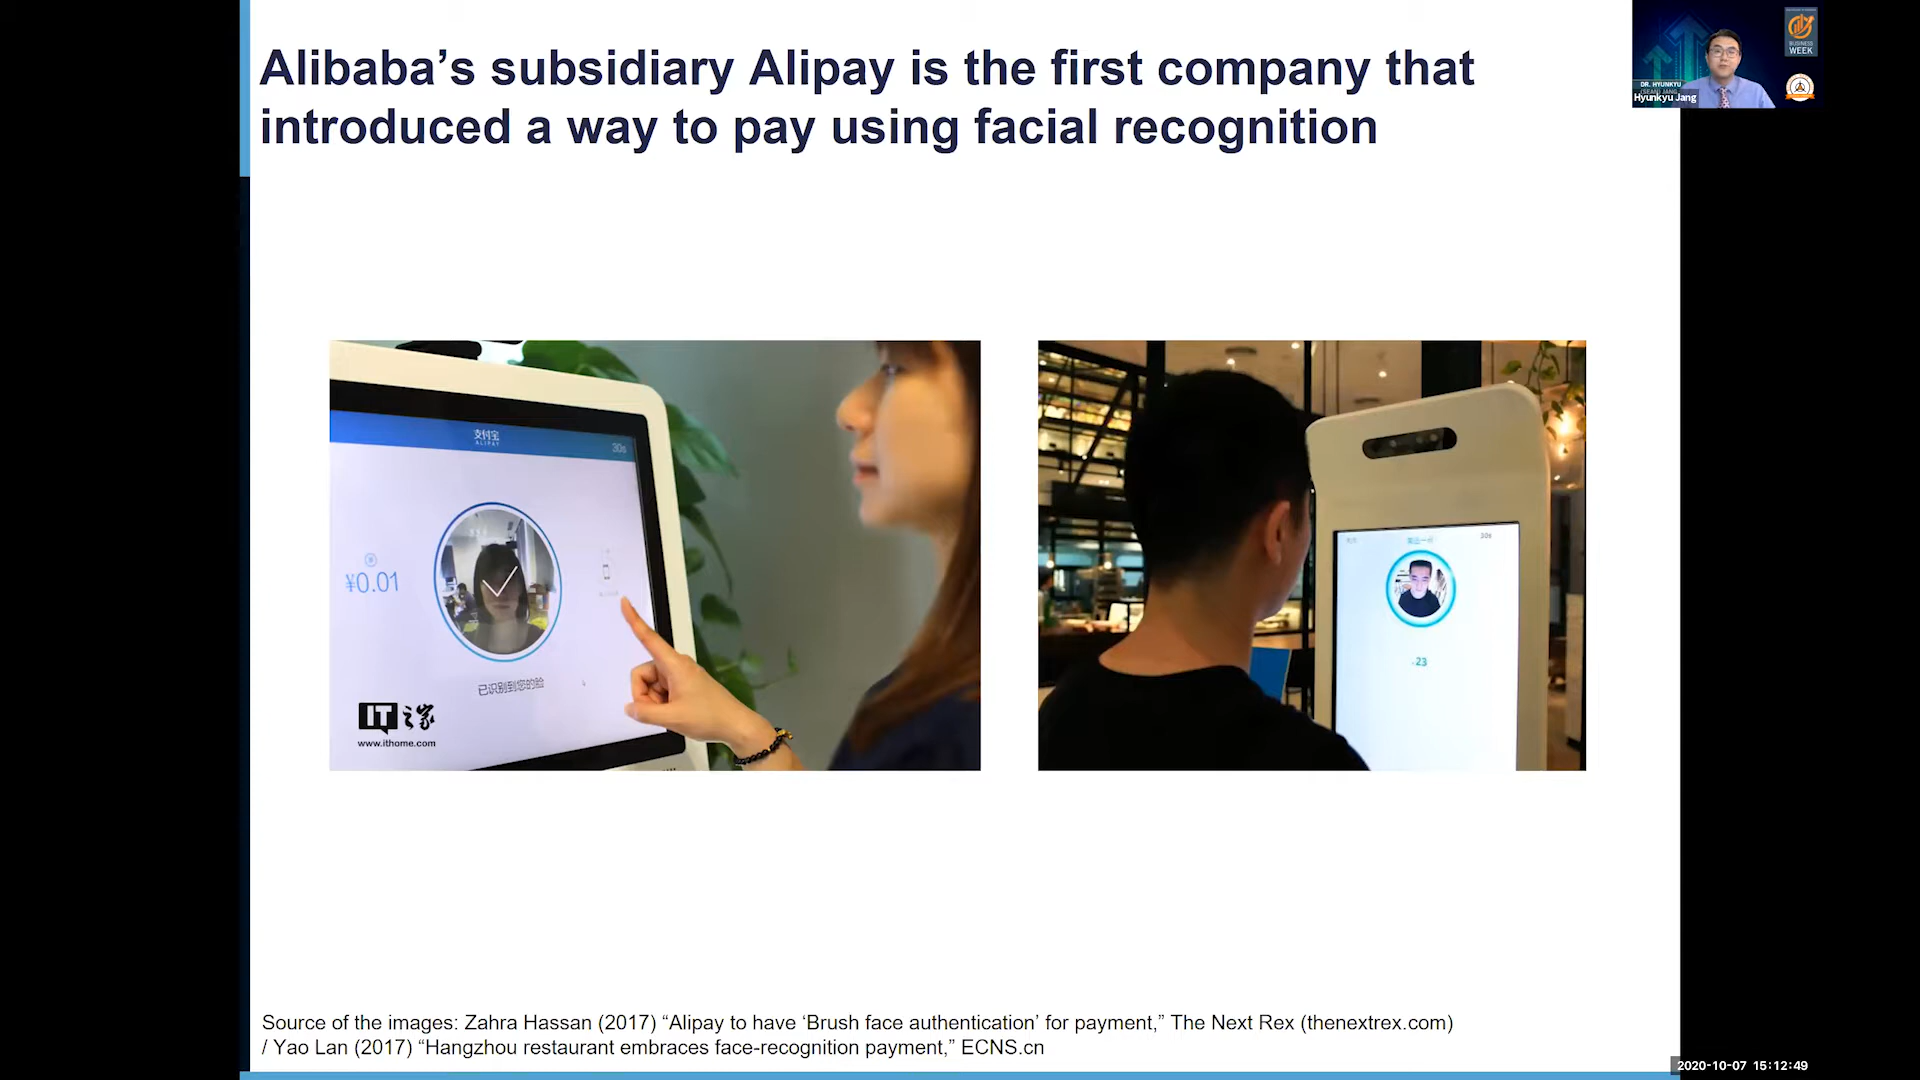 Alibaba’s subsidiary Alipay is the first company that
introduced a way to pay using facial recognition
BUSINESS
WEEK
DR. HYUNKYU
(SEAN) JANG
Hyunkyu Jang
支付宝
ALIPAY
30s
¥0.01
已识别到您的脸
IT之家
www.ithome.com
30s
23
Source of the images: Zahra Hassan (2017) “Alipay to have ‘Brush face authentication’ for payment,” The Next Rex (thenextrex.com)
/ Yao Lan (2017) “Hangzhou restaurant embraces face-recognition payment,” ECNS.cn
2020-10-07 15:12:49